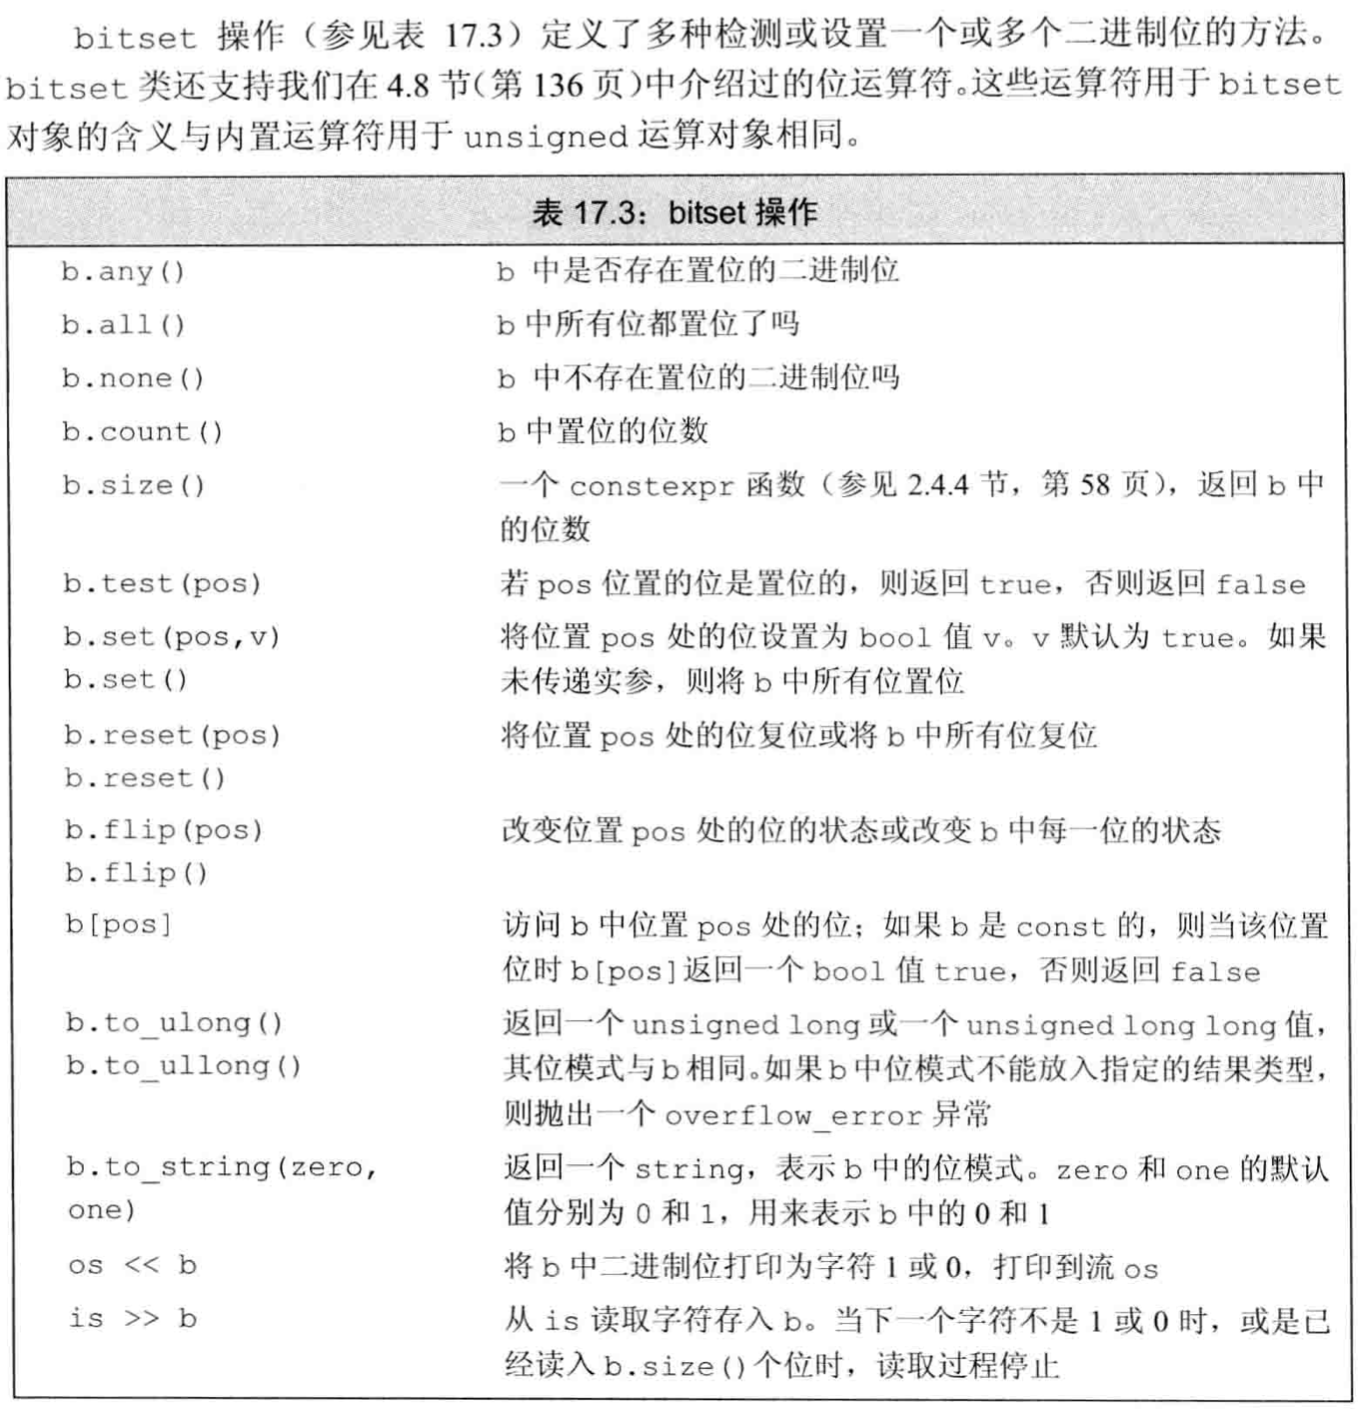 bitset 操作（参见表 17.3）定义了多种检测或设置一个或多个二进制位的方法。
bitset 类还支持我们在 4.8 节（第 136 页）中介绍过的位运算符。这些运算符用于 bitset
对象的含义与内置运算符用于 unsigned 运算对象相同。
表 17.3：bitset 操作
b.any() b 中是否存在置位的二进制位
b.all() b 中所有位都置位了吗
b.none() b 中不存在置位的二进制位吗
b.count() b 中置位的位数
b.size() 一个 constexpr 函数（参见 2.4.4 节，第 58 页），返回 b 中
的位数
b.test(pos) 若 pos 位置的位是置位的，则返回 true，否则返回 false
b.set(pos,v) 将位置 pos 处的位设置为 bool 值 v。v 默认为 true。如果
b.set() 未传递实参，则将 b 中所有位置位
b.reset(pos) 将位置 pos 处的位复位或将 b 中所有位复位
b.reset()
b.flip(pos) 改变位置 pos 处的位的状态或改变 b 中每一位的状态
b.flip()
b[pos] 访问 b 中位置 pos 处的位；如果 b 是 const 的，则当该位置
位时 b[pos]返回一个 bool 值 true，否则返回 false
b.to_ulong() 返回一个 unsigned long 或一个 unsigned long long 值，
b.to_ullong() 其位模式与 b 相同。如果 b 中位模式不能放入指定的结果类型，
则抛出一个 overflow_error 异常
b.to_string(zero, 返回一个 string，表示 b 中的位模式。zero 和 one 的默认
one) 值分别为 0 和 1，用来表示 b 中的 0 和 1
os << b 将 b 中二进制位打印为字符 1 或 0，打印到流 os
is >> b 从 is 读取字符存入 b。当下一个字符不是 1 或 0 时，或是已
经读入 b.size()个位时，读取过程停止